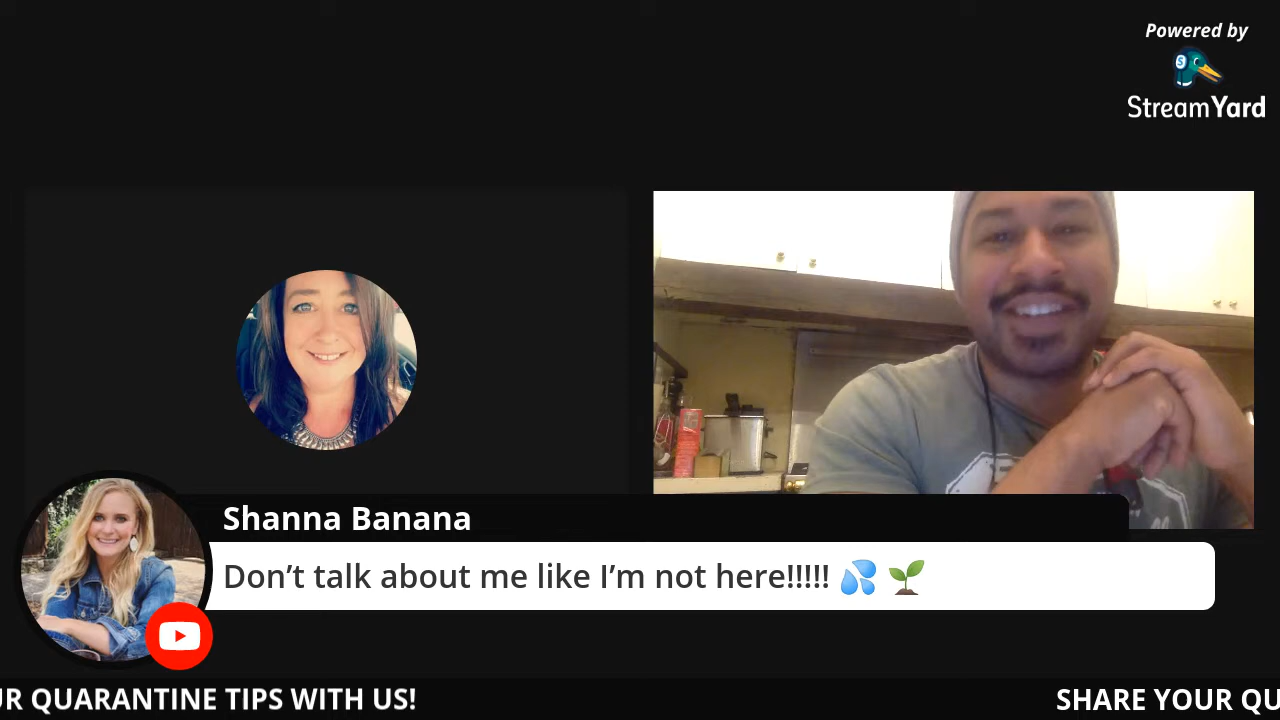 Powered by
StreamYard
Shanna Banana
Don’t talk about me like I’m not here!!!!! 💦 🌱
UR QUARANTINE TIPS WITH US!
SHARE YOUR QU